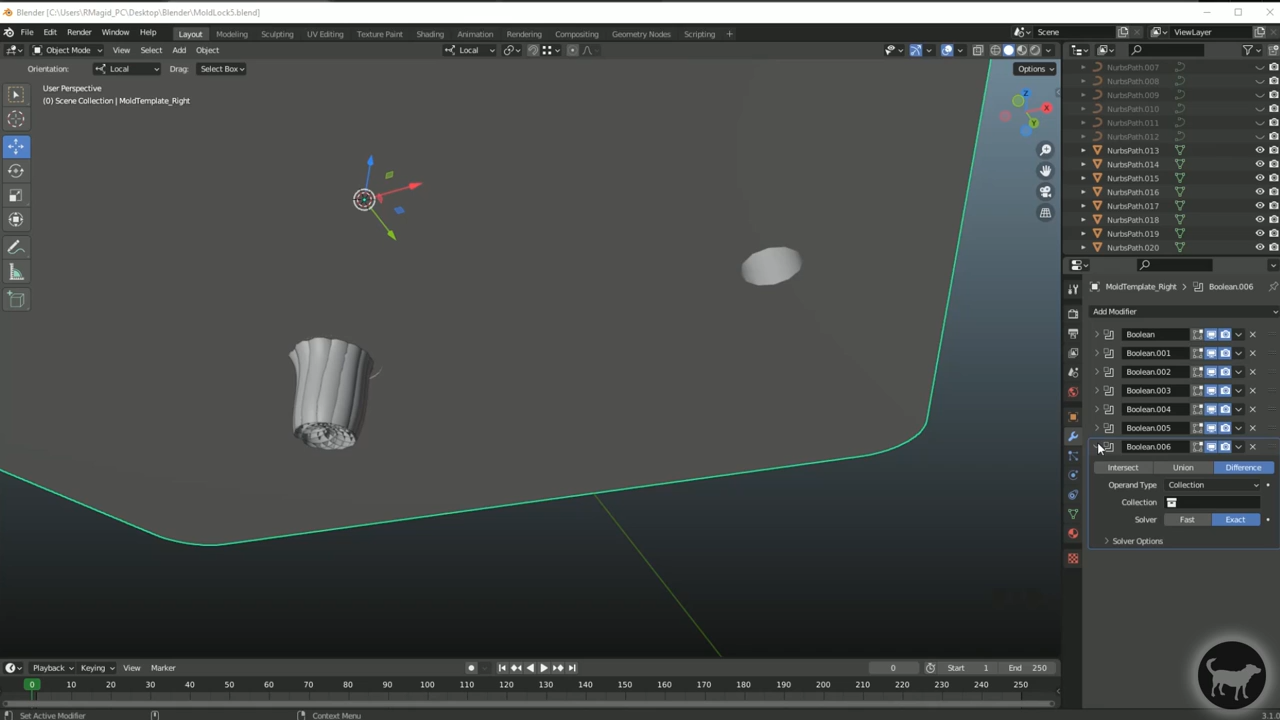 Blender [C:\Users\RMagid_PC\Desktop\Blender\MoldLock5.blend]
File Edit Render Window Help Layout Modeling Sculpting UV Editing Texture Paint Shading Animation Rendering Compositing Geometry Nodes Scripting + Scene ViewLayer
Object Mode View Select Add Object Local
Orientation: Local Drag: Select Box Options
User Perspective
(0) Scene Collection | MoldTemplate_Right
Z
X
Y
NurbsPath.007
NurbsPath.008
NurbsPath.009
NurbsPath.010
NurbsPath.011
NurbsPath.012
NurbsPath.013
NurbsPath.014
NurbsPath.015
NurbsPath.016
NurbsPath.017
NurbsPath.018
NurbsPath.019
NurbsPath.020
MoldTemplate_Right > Boolean.006
Add Modifier
Boolean
Boolean.001
Boolean.002
Boolean.003
Boolean.004
Boolean.005
Boolean.006
Intersect Union Difference
Operand Type Collection
Collection
Solver Fast Exact
Solver Options
Playback Keying View Marker 0 Start 1 End 250
0 10 20 30 40 50 60 70 80 90 100 110 120 130 140 150 160 170 180 190 200 210 220 230 240 250
Set Active Modifier Context Menu 3.1.0